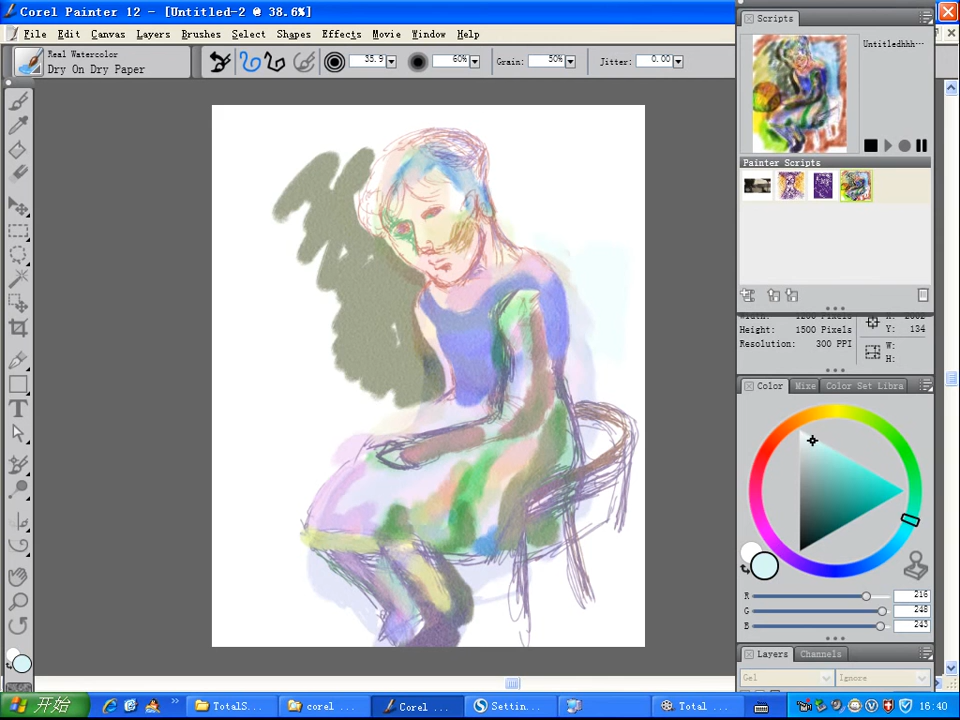 Corel Painter 12 - [Untitled-2 @ 38.6%]
File Edit Canvas Layers Brushes Select Shapes Effects Movie Window Help
Real Watercolor
Dry On Dry Paper
35.9 60% Grain: 50% Jitter: 0.00
Scripts
Untitledhhh···
Painter Scripts
Height: 1500 Pixels
Resolution: 300 PPI
Y: 134
W:
H:
Color Mixe Color Set Libra
R 216
G 248
B 243
Layers Channels
Gel Ignore
开始
TotalS... corel ... Corel ... Settin... Total ...
16:40